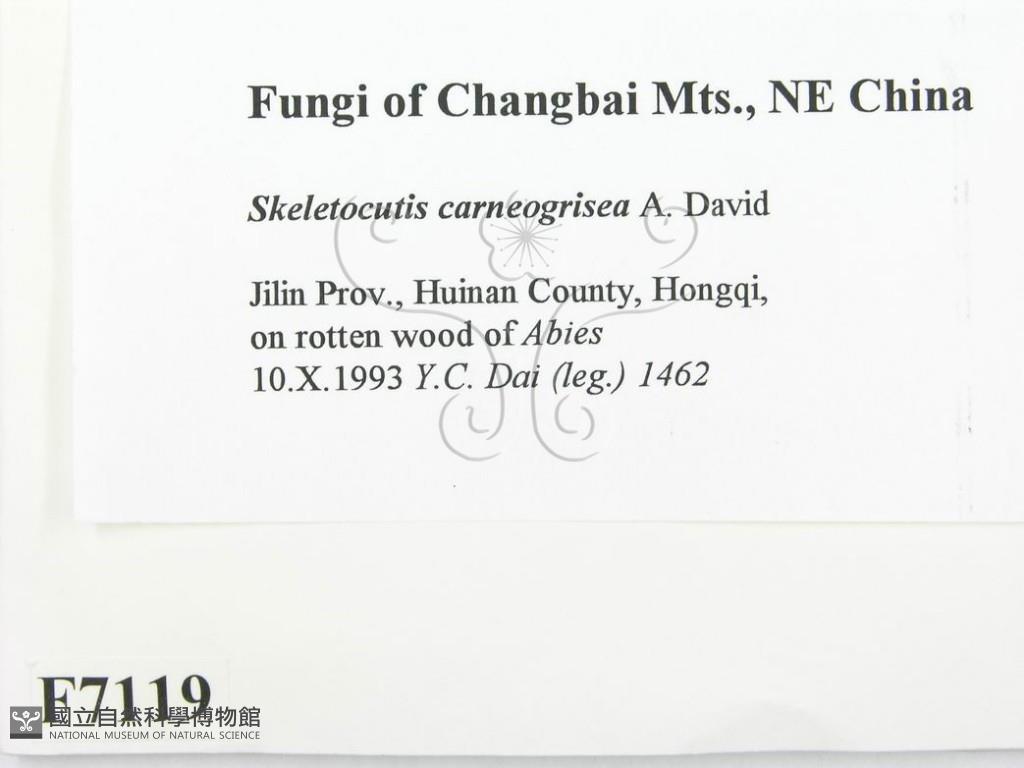 Fungi of Changbai Mts., NE China
Skeletocutis carneogrisea A. David
Jilin Prov., Huinan County, Hongqi,
on rotten wood of Abies
10.X.1993 Y.C. Dai (leg.) 1462
F7119
國立自然科學博物館
NATIONAL MUSEUM OF NATURAL SCIENCE